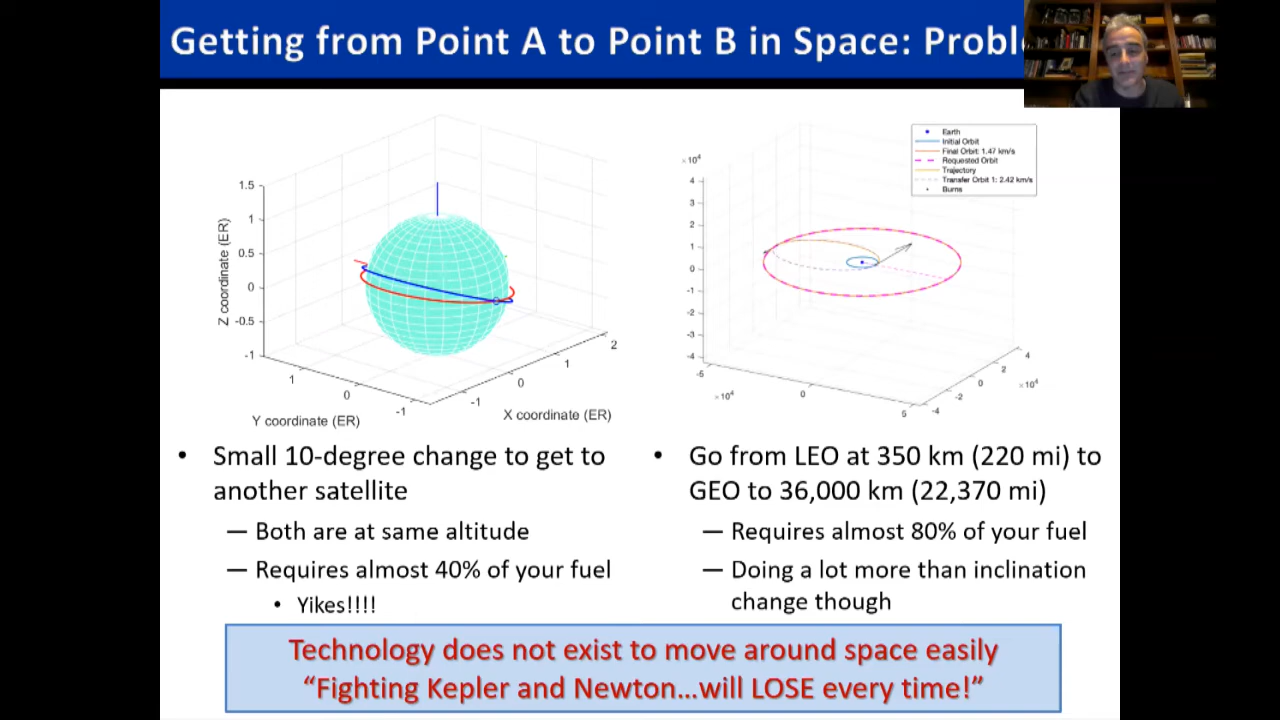 Getting from Point A to Point B in Space: Probl
1.5
1
0.5
0
-0.5
-1
Z coordinate (ER)
1
0
-1
Y coordinate (ER)
-1
0
1
2
X coordinate (ER)
Earth
Initial Orbit
Final Orbit: 1.47 km/s
Requested Orbit
Trajectory
Transfer Orbit 1: 2.42 km/s
Burns
×10⁴
4
3
2
1
0
-1
-2
-3
-4
-5
0
5
×10⁴
-4
-2
0
2
4
×10⁴
• Small 10-degree change to get to
another satellite
— Both are at same altitude
— Requires almost 40% of your fuel
• Yikes!!!!
• Go from LEO at 350 km (220 mi) to
GEO to 36,000 km (22,370 mi)
— Requires almost 80% of your fuel
— Doing a lot more than inclination
change though
Technology does not exist to move around space easily
“Fighting Kepler and Newton...will LOSE every time!”